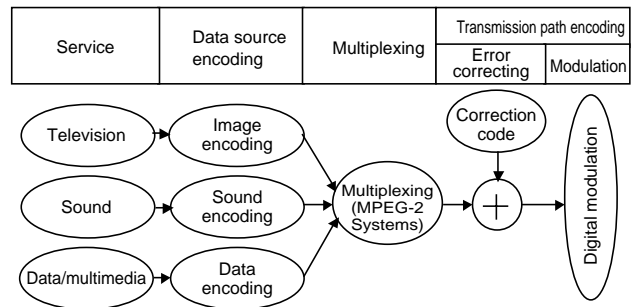 Service
Data source
encoding
Multiplexing
Transmission path encoding
Error
correcting
Modulation
Television
Image
encoding
Correction
code
Sound
Sound
encoding
Multiplexing
(MPEG-2
Systems)
Digital modulation
Data/multimedia
Data
encoding